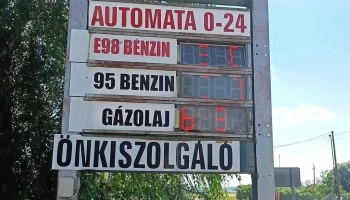 AUTOMATA 0-24
E98 BENZIN
95 BENZIN
GÁZOLAJ
ÖNKISZOLGÁLÓ